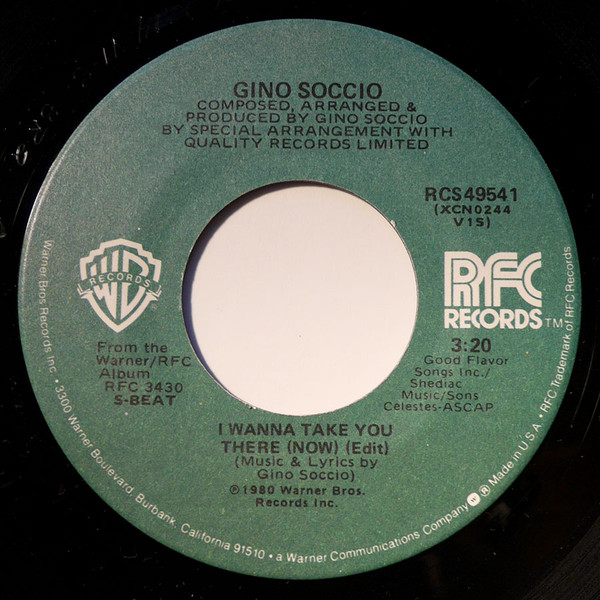 GINO SOCCIO
COMPOSED, ARRANGED &
PRODUCED BY GINO SOCCIO
BY SPECIAL ARRANGEMENT WITH
QUALITY RECORDS LIMITED
RCS49541
(XCN0244
V1S)
WB
RECORDS
®
RFC
RECORDS™
From the
Warner/RFC
Album
RFC 3430
S-BEAT
3:20
Good Flavor
Songs Inc./
Shediac
Music/Sons
Celestes-ASCAP
I WANNA TAKE YOU
THERE (NOW) (Edit)
(Music & Lyrics by
Gino Soccio)
℗1980 Warner Bros.
Records Inc.
Warner Bros Records Inc. • 3300 Warner Boulevard, Burbank, California 91510 • a Warner Communications Company ® Made in U.S.A. • RFC Trademark of RFC Records